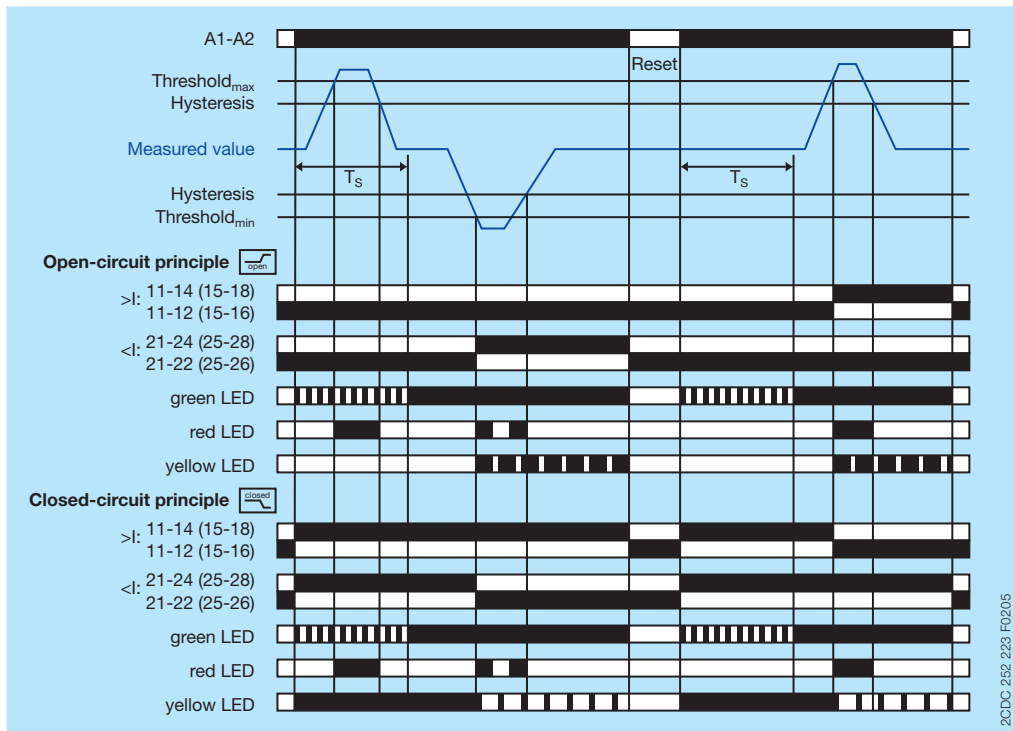 A1-A2
Reset
Threshold_max
Hysteresis
Measured value
T_S
T_S
Hysteresis
Threshold_min
Open-circuit principle open
>I: 11-14 (15-18)
11-12 (15-16)
<I: 21-24 (25-28)
21-22 (25-26)
green LED
red LED
yellow LED
Closed-circuit principle closed
>I: 11-14 (15-18)
11-12 (15-16)
<I: 21-24 (25-28)
21-22 (25-26)
green LED
red LED
yellow LED
2CDC 252 223 F0205